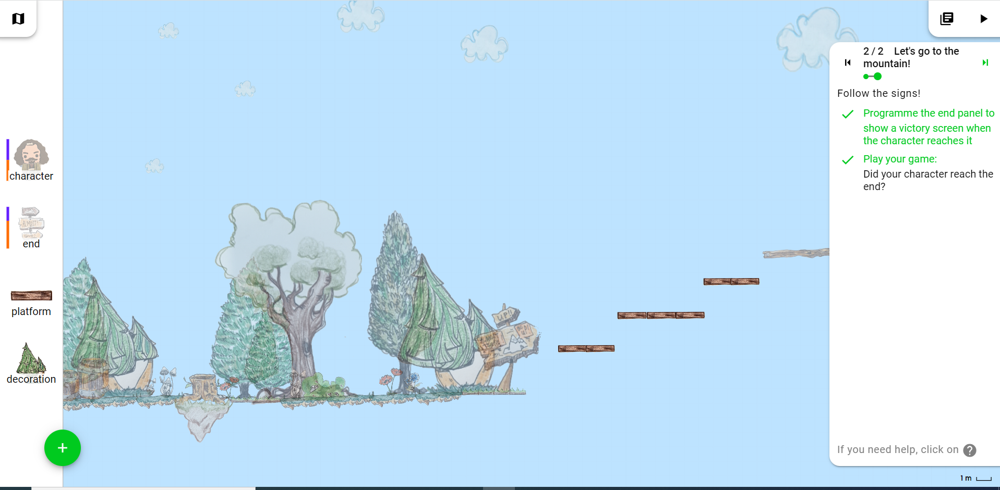 2 / 2 Let's go to the
mountain!
Follow the signs!
Programme the end panel to
show a victory screen when
the character reaches it
Play your game:
Did your character reach the
end?
character
ALMOST!
end
platform
decoration
UP!!
If you need help, click on ?
1 m